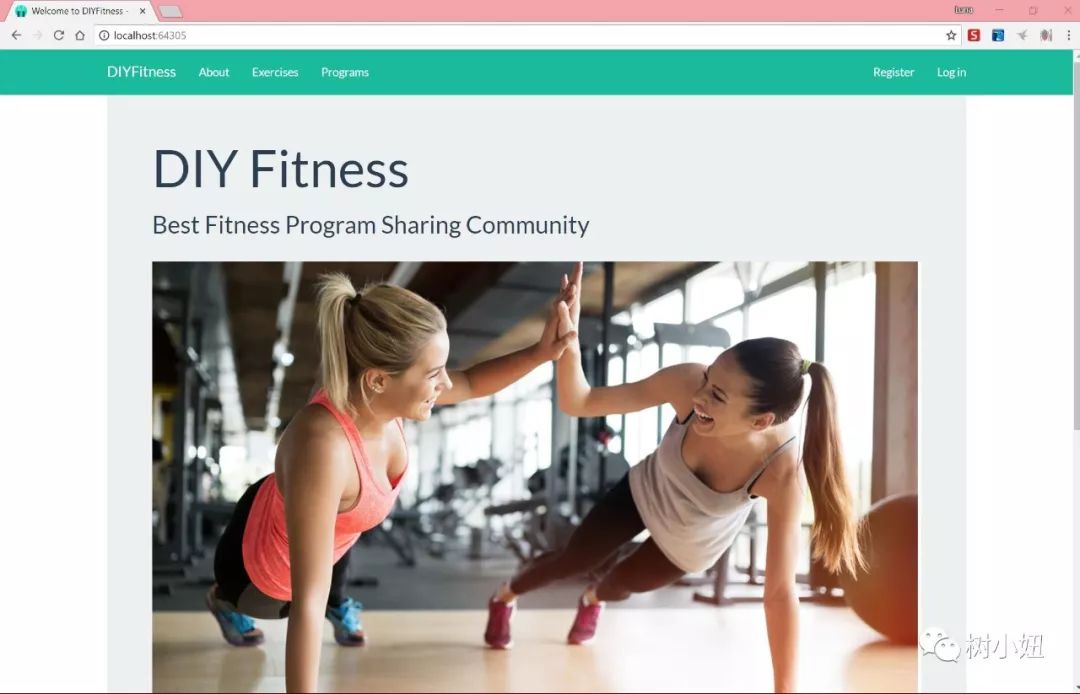 Welcome to DIYFitness -
Luna
localhost:64305
DIYFitness About Exercises Programs Register Log in
DIY Fitness
Best Fitness Program Sharing Community
树小妞